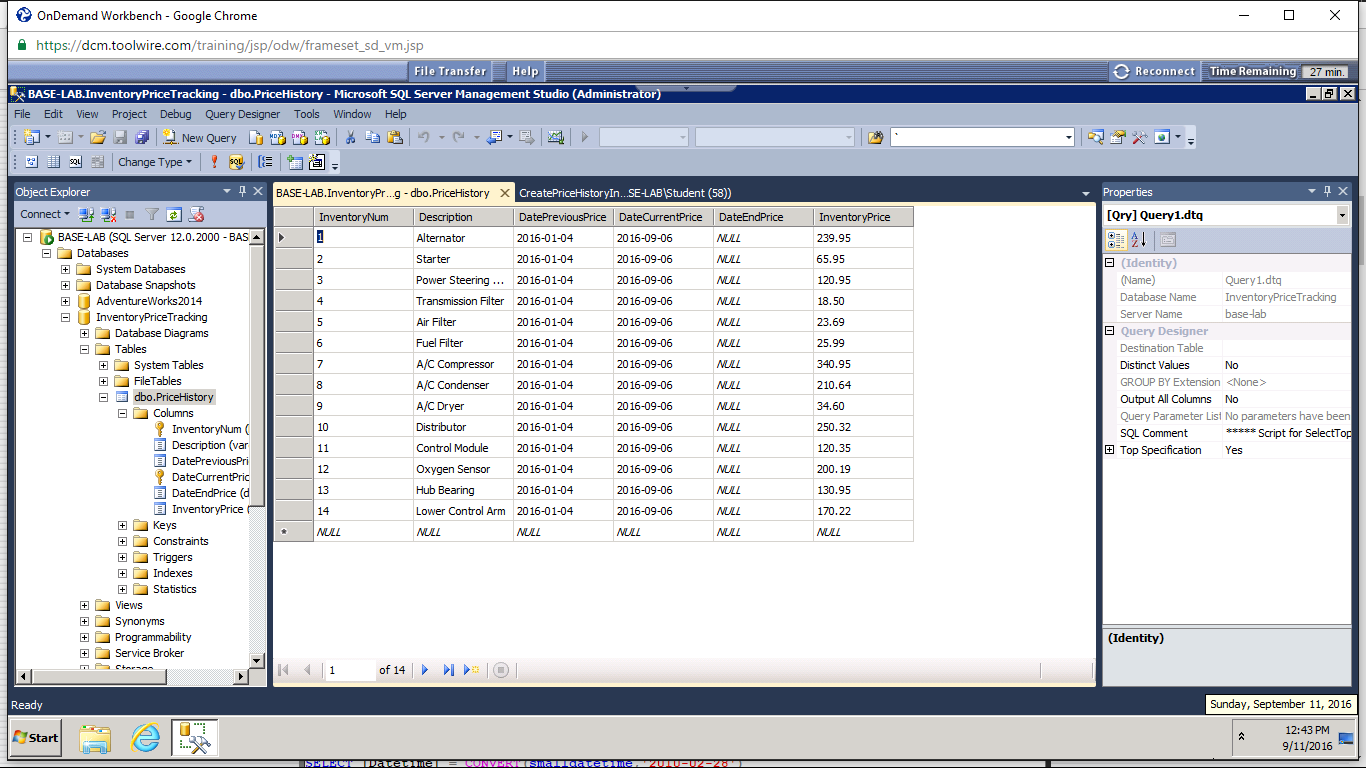 OnDemand Workbench - Google Chrome
https://dcm.toolwire.com/training/jsp/odw/frameset_sd_vm.jsp
File Transfer Help Reconnect Time Remaining 27 min.
BASE-LAB.InventoryPriceTracking - dbo.PriceHistory - Microsoft SQL Server Management Studio (Administrator)
File Edit View Project Debug Query Designer Tools Window Help
New Query
Change Type
Object Explorer
Connect
BASE-LAB (SQL Server 12.0.2000 - BAS
Databases
System Databases
Database Snapshots
AdventureWorks2014
InventoryPriceTracking
Database Diagrams
Tables
System Tables
FileTables
dbo.PriceHistory
Columns
InventoryNum (
Description (var
DatePreviousPri
DateCurrentPric
DateEndPrice (d
InventoryPrice (
Keys
Constraints
Triggers
Indexes
Statistics
Views
Synonyms
Programmability
Service Broker
Storage
BASE-LAB.InventoryPr...g - dbo.PriceHistory CreatePriceHistoryIn...SE-LAB\Student (58))
InventoryNum Description DatePreviousPrice DateCurrentPrice DateEndPrice InventoryPrice
1 Alternator 2016-01-04 2016-09-06 NULL 239.95
2 Starter 2016-01-04 2016-09-06 NULL 65.95
3 Power Steering ... 2016-01-04 2016-09-06 NULL 120.95
4 Transmission Filter 2016-01-04 2016-09-06 NULL 18.50
5 Air Filter 2016-01-04 2016-09-06 NULL 23.69
6 Fuel Filter 2016-01-04 2016-09-06 NULL 25.99
7 A/C Compressor 2016-01-04 2016-09-06 NULL 340.95
8 A/C Condenser 2016-01-04 2016-09-06 NULL 210.64
9 A/C Dryer 2016-01-04 2016-09-06 NULL 34.60
10 Distributor 2016-01-04 2016-09-06 NULL 250.32
11 Control Module 2016-01-04 2016-09-06 NULL 120.35
12 Oxygen Sensor 2016-01-04 2016-09-06 NULL 200.19
13 Hub Bearing 2016-01-04 2016-09-06 NULL 130.95
14 Lower Control Arm 2016-01-04 2016-09-06 NULL 170.22
* NULL NULL NULL NULL NULL NULL
1 of 14
Properties
[Qry] Query1.dtq
(Identity)
(Name) Query1.dtq
Database Name InventoryPriceTracking
Server Name base-lab
Query Designer
Destination Table
Distinct Values No
GROUP BY Extension <None>
Output All Columns No
Query Parameter List No parameters have been
SQL Comment ***** Script for SelectTop
Top Specification Yes
(Identity)
Ready
Sunday, September 11, 2016
Start
12:43 PM
9/11/2016
SELECT [Datetime] = CONVERT(smalldatetime,'2010-02-28')